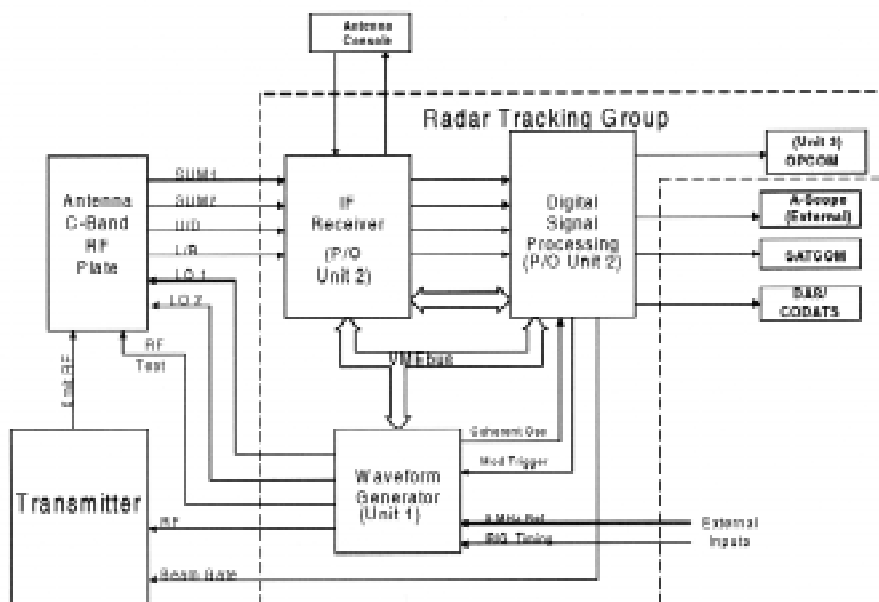 Antenna
Console
Radar Tracking Group
Antenna
C-Band
RF
Plate
SUM1
SUM2
U/D
L/R
LO 1
LO 2
IF
Receiver
(P/O
Unit 2)
Digital
Signal
Processing
(P/O Unit 2)
(Unit 3)
OPCOM
A-Scope
(External)
SATCOM
DAR/
CODATS
RF
Test
VME bus
Transmitter
Waveform
Generator
(Unit 1)
Coherent Osc
Mod Trigger
RF
IRIG Timing
External
Inputs
Beam Gate